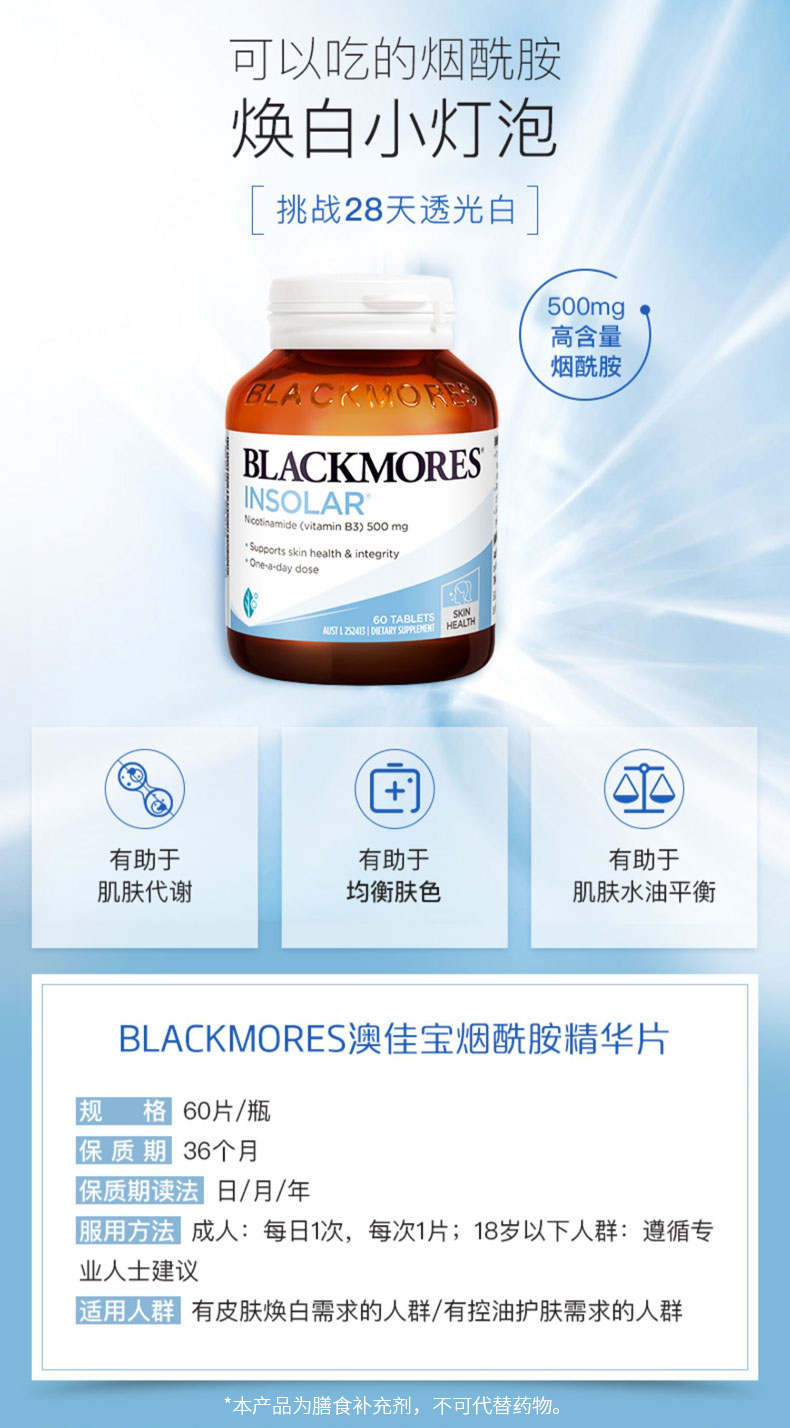 可以吃的烟酰胺
焕白小灯泡
挑战28天透光白
500mg
高含量
烟酰胺
BLACKMORES
BLACKMORES®
INSOLAR®
Nicotinamide (vitamin B3) 500 mg
• Supports skin health & integrity
• One-a-day dose
60 TABLETS
AUST L 252413 | DIETARY SUPPLEMENT
SKIN
HEALTH
有助于
肌肤代谢
有助于
均衡肤色
有助于
肌肤水油平衡
BLACKMORES澳佳宝烟酰胺精华片
规 格 60片/瓶
保质期 36个月
保质期读法 日/月/年
服用方法 成人：每日1次，每次1片；18岁以下人群：遵循专
业人士建议
适用人群 有皮肤焕白需求的人群/有控油护肤需求的人群
*本产品为膳食补充剂，不可代替药物。